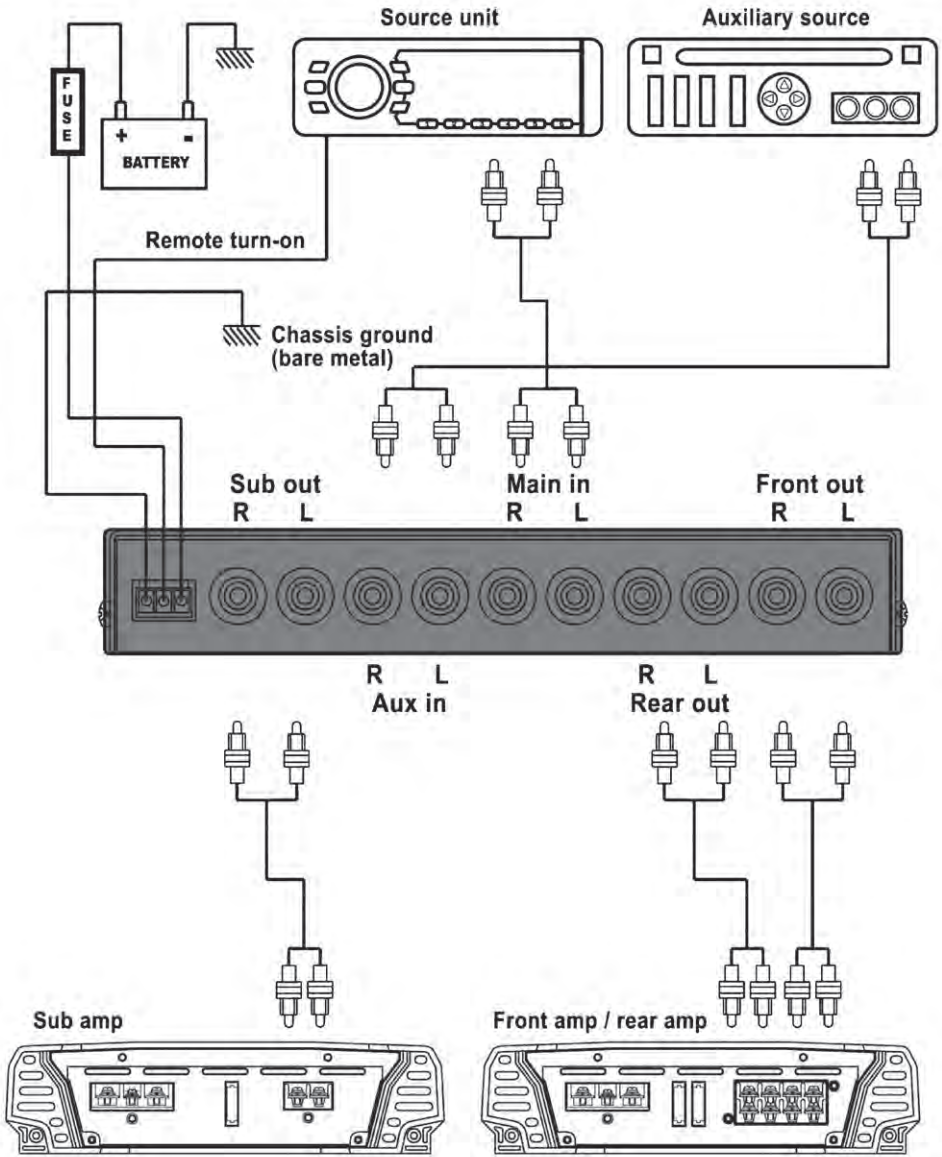 Source unit
Auxiliary source
FUSE
+ -
BATTERY
Remote turn-on
Chassis ground
(bare metal)
Sub out
R L
Main in
R L
Front out
R L
R L
Aux in
R L
Rear out
Sub amp
Front amp / rear amp